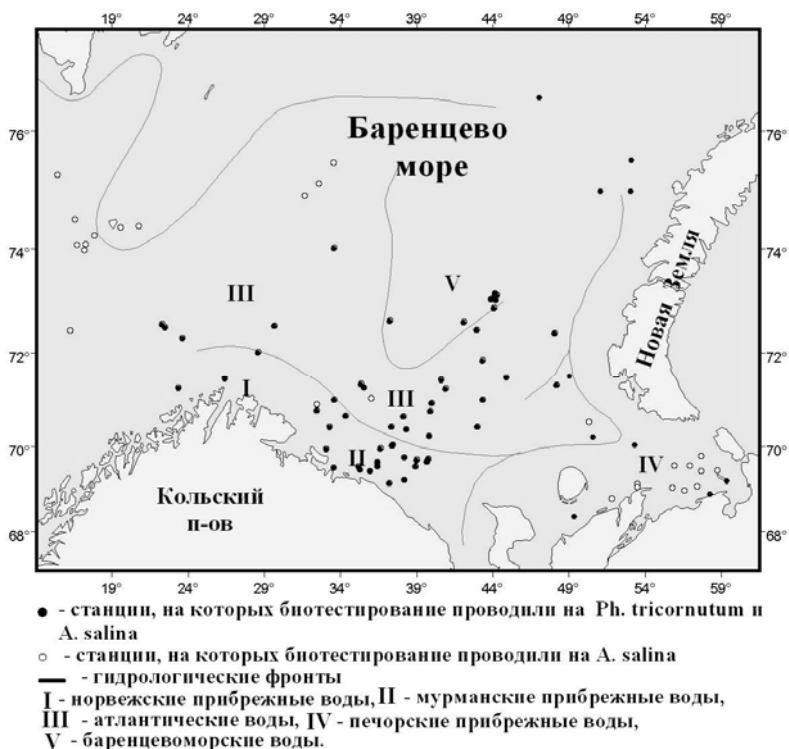 19° 24° 29° 34° 39° 44° 49° 54° 59°
Баренцево
море
76° 76°
74° 74°
Новая Земля
V
III
72° 72°
I
III
70° 70°
II
IV
Кольский
п-ов
68° 68°
19° 24° 29° 34° 39° 44° 49° 54° 59°
● - станции, на которых биотестирование проводили на Ph. tricornutum и
A. salina
○ - станции, на которых биотестирование проводили на A. salina
- гидрологические фронты
I - норвежские прибрежные воды, II - мурманские прибрежные воды,
III - атлантические воды, IV - печорские прибрежные воды,
V - баренцевоморские воды.